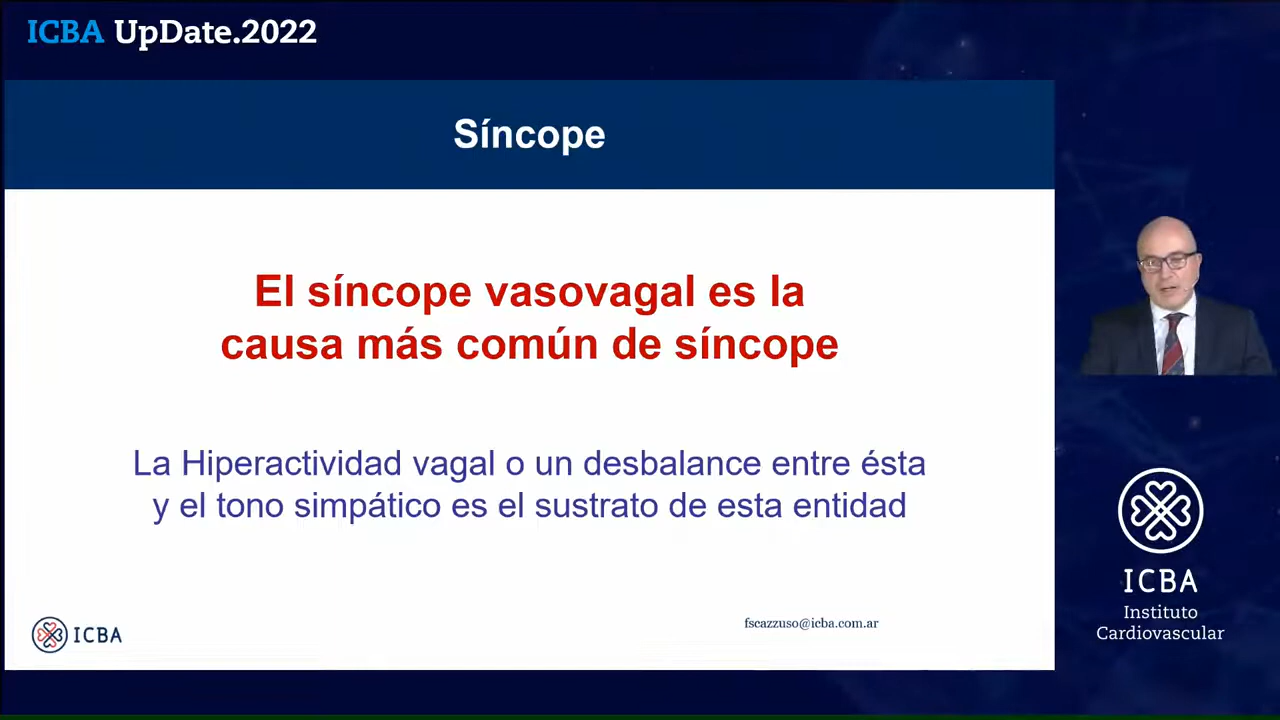 ICBA UpDate.2022
Síncope
El síncope vasovagal es la
causa más común de síncope
La Hiperactividad vagal o un desbalance entre ésta
y el tono simpático es el sustrato de esta entidad
ICBA
fscazzuso@icba.com.ar
ICBA
Instituto
Cardiovascular